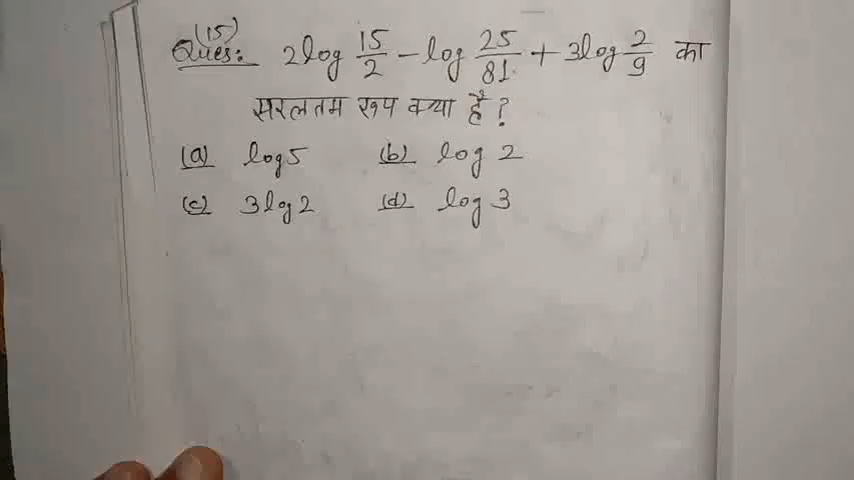 (15)
Ques: 2log 15/2 - log 25/81 + 3log 2/9 का
सरलतम रूप क्या है?
(a) log5 (b) log 2
(c) 3log2 (d) log 3